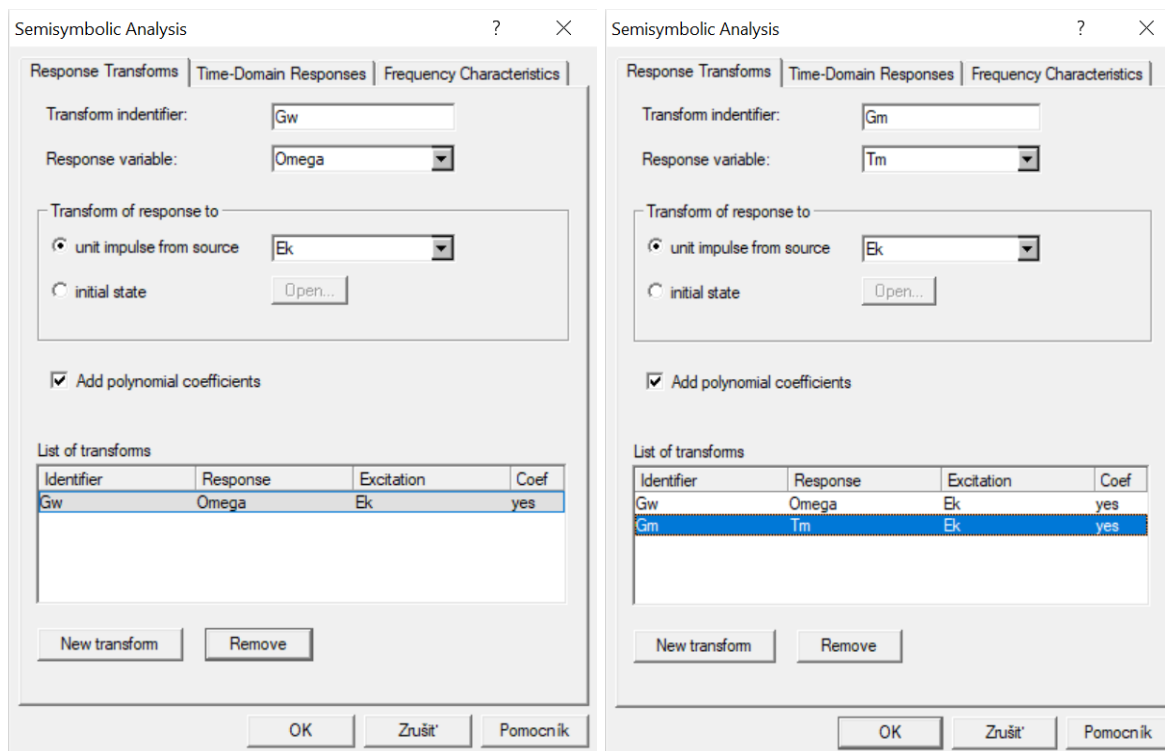 Semisymbolic Analysis
?
Response Transforms
Time-Domain Responses
Frequency Characteristics
Transform indentifier:
Gw
Response variable:
Omega
Transform of response to
unit impulse from source
Ek
initial state
Open...
Add polynomial coefficients
List of transforms
Identifier Response Excitation Coef
Gw Omega Ek yes
New transform
Remove
OK
Zrušiť
Pomocník
Semisymbolic Analysis
?
Response Transforms
Time-Domain Responses
Frequency Characteristics
Transform indentifier:
Gm
Response variable:
Tm
Transform of response to
unit impulse from source
Ek
initial state
Open...
Add polynomial coefficients
List of transforms
Identifier Response Excitation Coef
Gw Omega Ek yes
Gm Tm Ek yes
New transform
Remove
OK
Zrušiť
Pomocník